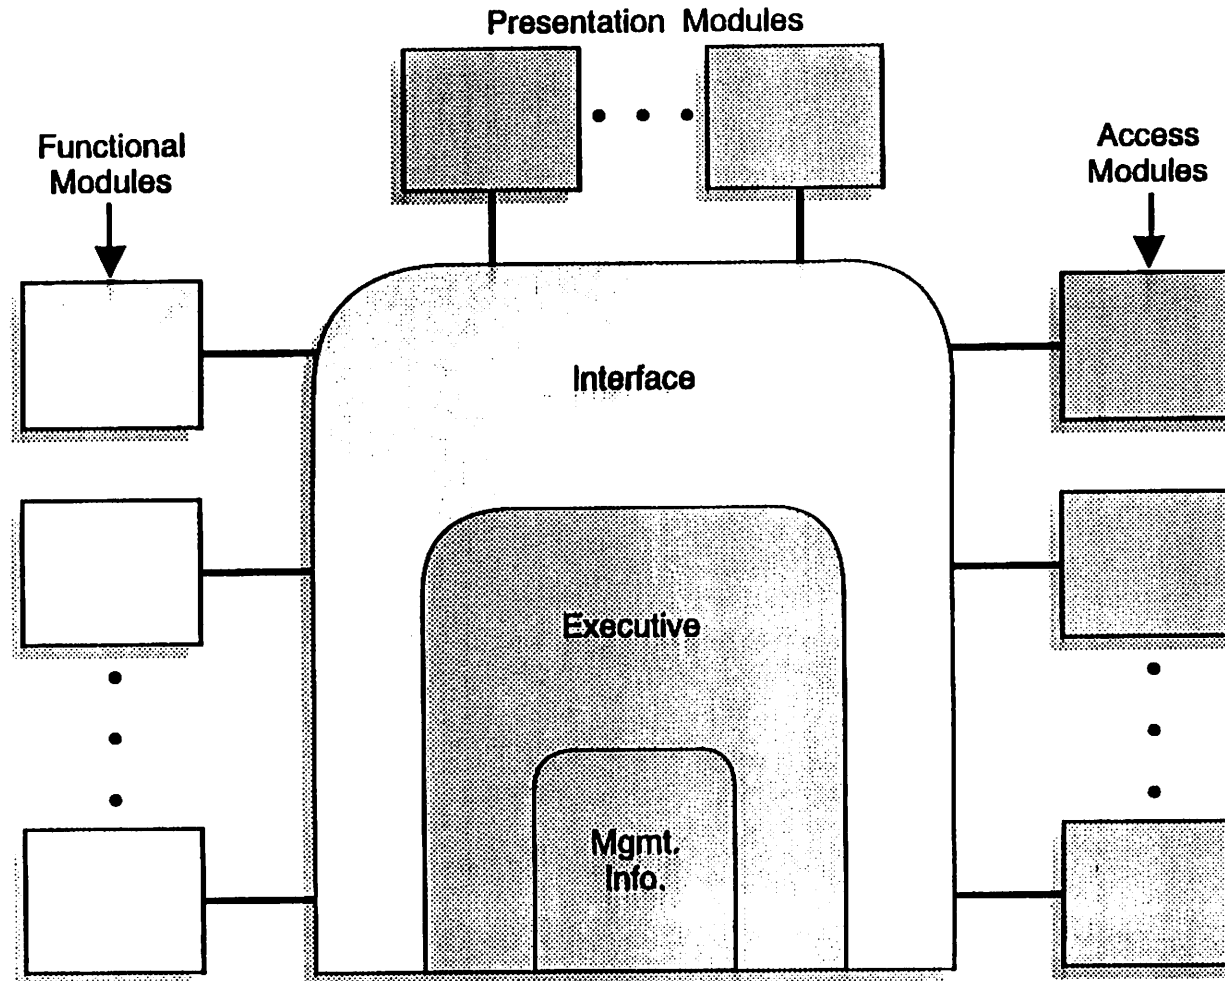 Presentation Modules
Functional
Modules
Access
Modules
Interface
Executive
Mgmt.
Info.